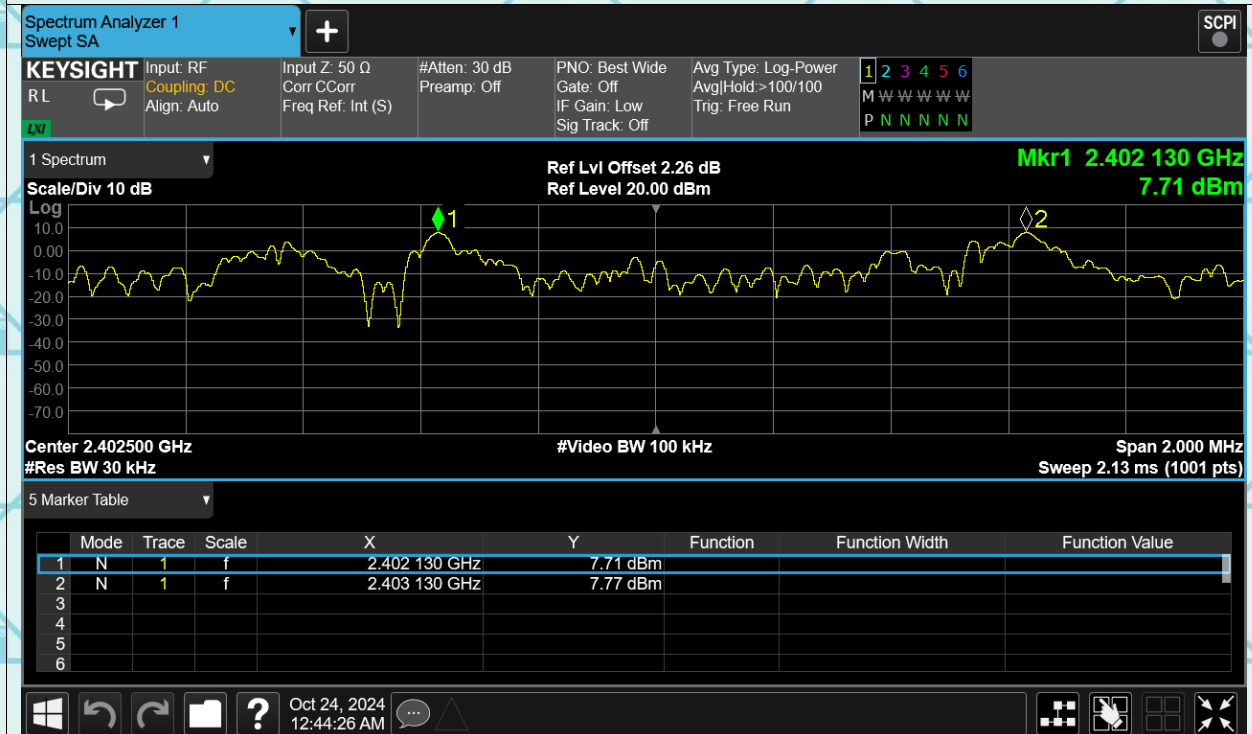 Spectrum Analyzer 1
Swept SA
+
SCPI
KEYSIGHT
RL
LXI
Input: RF
Coupling: DC
Align: Auto
Input Z: 50 Ω
Corr CCorr
Freq Ref: Int (S)
#Atten: 30 dB
Preamp: Off
PNO: Best Wide
Gate: Off
IF Gain: Low
Sig Track: Off
Avg Type: Log-Power
Avg|Hold:>100/100
Trig: Free Run
1 2 3 4 5 6
M W W W W W
P N N N N N
1 Spectrum
Scale/Div 10 dB
Ref Lvl Offset 2.26 dB
Ref Level 20.00 dBm
Mkr1 2.402 130 GHz
7.71 dBm
Log
10.0
0.00
-10.0
-20.0
-30.0
-40.0
-50.0
-60.0
-70.0
1
2
Center 2.402500 GHz
#Video BW 100 kHz
Span 2.000 MHz
#Res BW 30 kHz
Sweep 2.13 ms (1001 pts)
5 Marker Table
Mode Trace Scale X Y Function Function Width Function Value
1 N 1 f 2.402 130 GHz 7.71 dBm
2 N 1 f 2.403 130 GHz 7.77 dBm
3
4
5
6
?
Oct 24, 2024
12:44:26 AM